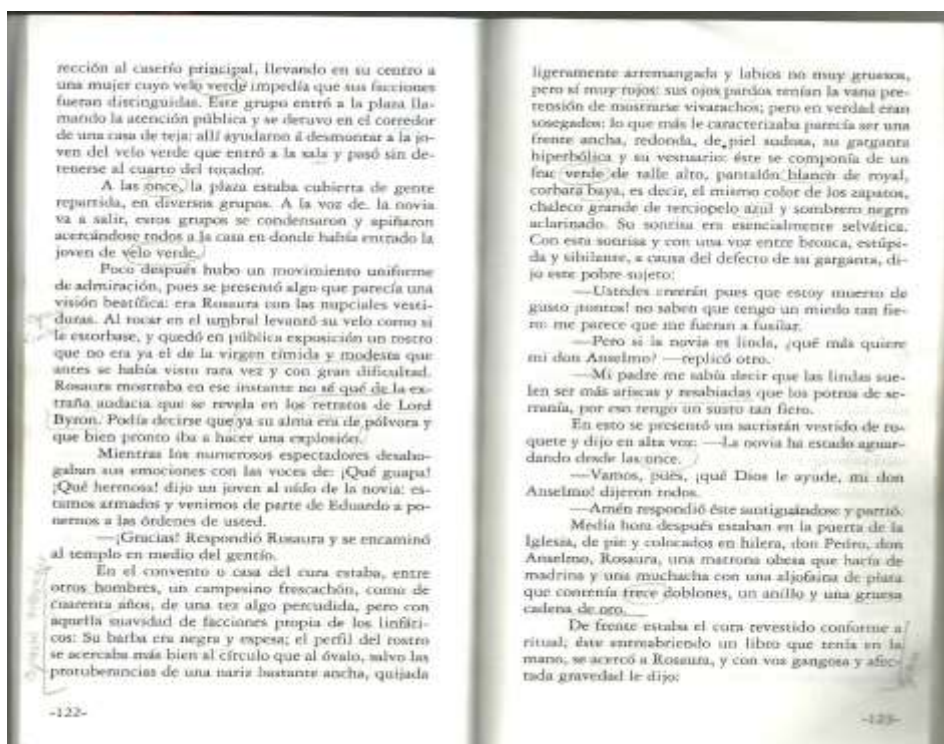 rección al caserío principal, llevando en su centro a
una mujer cuyo velo verde impedía que sus facciones
fueran distinguidas. Este grupo entró a la plaza lla-
mando la atención pública y se detuvo en el corredor
de una casa de teja: allí ayudaron á desmontar a la jo-
ven del velo verde que entró a la sala y pasó sin de-
tenerse al cuarto del tocador.
A las once, la plaza estaba cubierta de gente
repartida, en diversos grupos. A la voz de. la novia
va a salir, estos grupos se condensaron y apiñaron
acercándose todos a la casa en donde había entrado la
joven de velo verde.
Poco después hubo un movimiento uniforme
de admiración, pues se presentó algo que parecía una
visión beatífica: era Rosaura con las nupciales vesti-
duras. Al tocar en el umbral levantó su velo como si
le estorbase, y quedó en pública exposición un rostro
que no era ya el de la virgen tímida y modesta que
antes se había visto rara vez y con gran dificultad.
Rosaura mostraba en ese instante no sé qué de la ex-
traña audacia que se revela en los retratos de Lord
Byron. Podía decirse que ya su alma era de pólvora y
que bien pronto iba a hacer una explosión.
Mientras los numerosos espectadores desaho-
gaban sus emociones con las voces de: ¡Qué guapa!
¡Qué hermosa! dijo un joven al oído de la novia: es-
tamos armados y venimos de parte de Eduardo a po-
nernos a las órdenes de usted.
—¡Gracias! Respondió Rosaura y se encaminó
al templo en medio del gentío.
En el convento o casa del cura estaba, entre
otros hombres, un campesino frescachón, como de
cuarenta años, de una tez algo percudida, pero con
aquella suavidad de facciones propia de los linfáti-
cos: Su barba era negra y espesa; el perfil del rostro
se acercaba más bien al círculo que al óvalo, salvo las
protuberancias de una nariz bastante ancha, quijada
-122-
ligeramente arremangada y labios no muy gruesos,
pero sí muy rojos: sus ojos pardos tenían la vana pre-
tensión de mostrarse vivarachos; pero en verdad eran
sosegados: lo que más le caracterizaba parecía ser una
frente ancha, redonda, de piel sudosa, su garganta
hiperbólica y su vestuario: éste se componía de un
frac verde de talle alto, pantalón blanco de royal,
corbata baya, es decir, el mismo color de los zapatos,
chaleco grande de terciopelo azul y sombrero negro
aclarinado. Su sonrisa era esencialmente selvática.
Con esta sonrisa y con una voz entre bronca, estúpi-
da y sibilante, a causa del defecto de su garganta, di-
jo este pobre sujeto:
—Ustedes creerán pues que estoy muerto de
gusto ¡tontos! no saben que tengo un miedo tan fie-
ro: me parece que me fueran a fusilar.
—Pero si la novia es linda, ¿qué más quiere
mi don Anselmo? —replicó otro.
—Mi padre me sabía decir que las lindas sue-
len ser más ariscas y resabiadas que los potros de se-
rranía, por eso tengo un susto tan fiero.
En esto se presentó un sacristán vestido de ro-
quete y dijo en alta voz: —La novia ha estado aguar-
dando desde las once.
—Vamos, pues, ¡qué Dios le ayude, mi don
Anselmo! dijeron todos.
—Amén respondió éste santiguándose y partió.
Media hora después estaban en la puerta de la
Iglesia, de pie y colocados en hilera, don Pedro, don
Anselmo, Rosaura, una matrona obesa que hacía de
madrina y una muchacha con una aljofaina de plata
que contenía trece doblones, un anillo y una gruesa
cadena de oro.
De frente estaba el cura revestido conforme a
ritual; éste entreabriendo un libro que tenía en la
mano, se acercó a Rosaura, y con voz gangosa y afec-
tada gravedad le dijo:
-123-